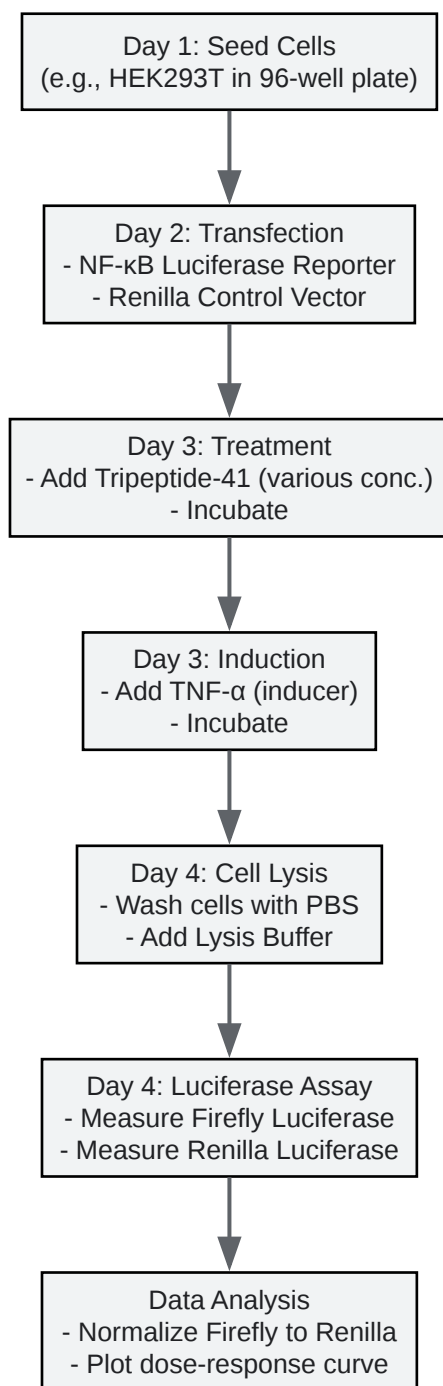 Day 1: Seed Cells
(e.g., HEK293T in 96-well plate)
Day 2: Transfection
- NF-κB Luciferase Reporter
- Renilla Control Vector
Day 3: Treatment
- Add Tripeptide-41 (various conc.)
- Incubate
Day 3: Induction
- Add TNF-α (inducer)
- Incubate
Day 4: Cell Lysis
- Wash cells with PBS
- Add Lysis Buffer
Day 4: Luciferase Assay
- Measure Firefly Luciferase
- Measure Renilla Luciferase
Data Analysis
- Normalize Firefly to Renilla
- Plot dose-response curve